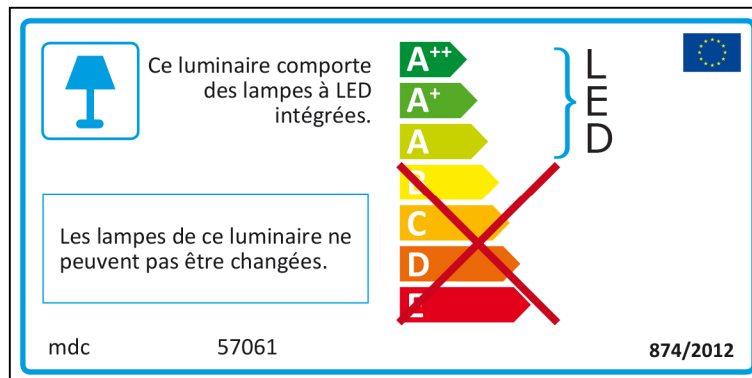 Ce luminaire comporte
des lampes à LED
intégrées.
A++
A+
A
B
C
D
E
L
E
D
Les lampes de ce luminaire ne
peuvent pas être changées.
mdc 57061
874/2012